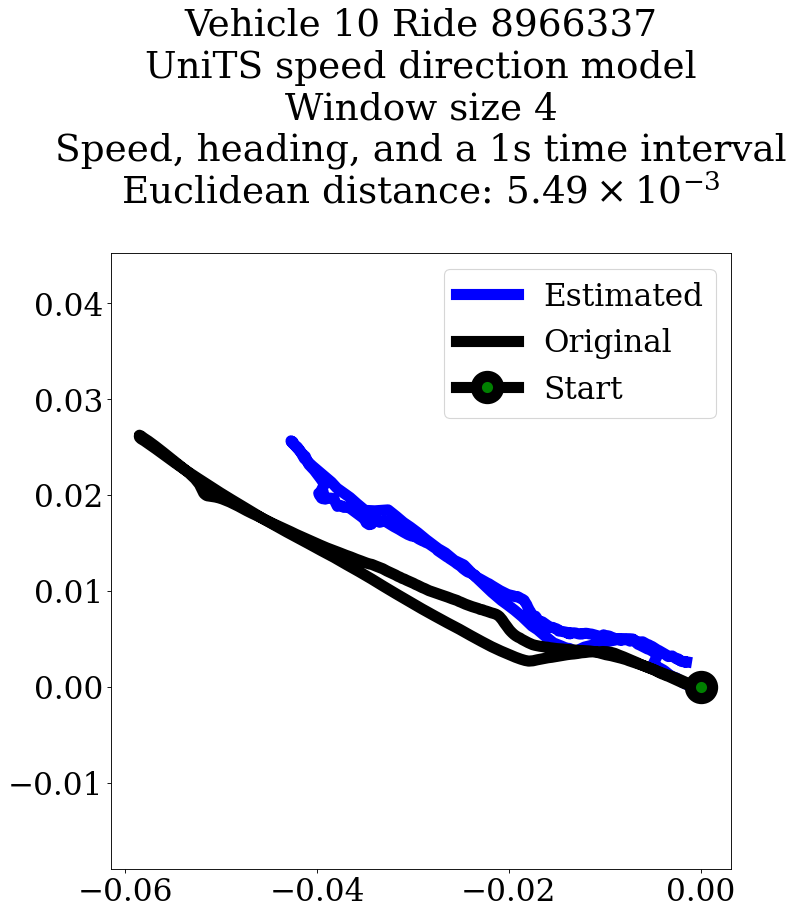 Vehicle 10 Ride 8966337
UniTS speed direction model
Window size 4
Speed, heading, and a 1s time interval
Euclidean distance: 5.49 × 10⁻³
Estimated
Original
Start
0.04
0.03
0.02
0.01
0.00
−0.01
−0.06
−0.04
−0.02
0.00